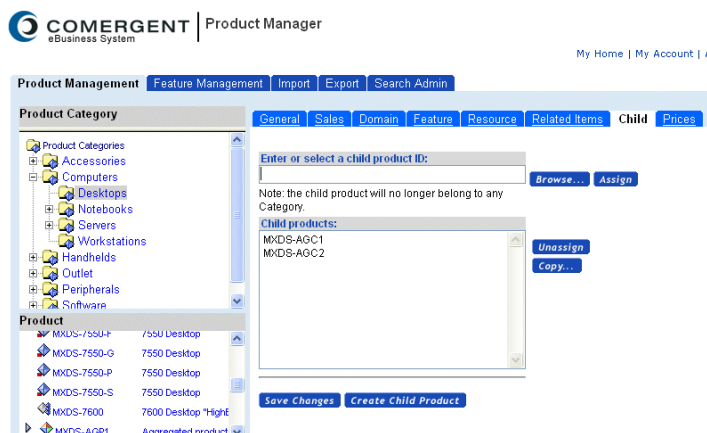 COMERGENT
eBusiness System
Product Manager
My Home | My Account |
Product Management Feature Management Import Export Search Admin
Product Category
Product Categories
Accessories
Computers
Desktops
Notebooks
Servers
Workstations
Handhelds
Outlet
Peripherals
Software
Product
MXDS-7550-F 7550 Desktop
MXDS-7550-G 7550 Desktop
MXDS-7550-P 7550 Desktop
MXDS-7550-S 7550 Desktop
MXDS-7600 7600 Desktop "HighE
MXDS-AGP1 Aggregated product
General Sales Domain Feature Resource Related Items Child Prices
Enter or select a child product ID:
Browse... Assign
Note: the child product will no longer belong to any
Category.
Child products:
MXDS-AGC1
MXDS-AGC2
Unassign
Copy...
Save Changes Create Child Product